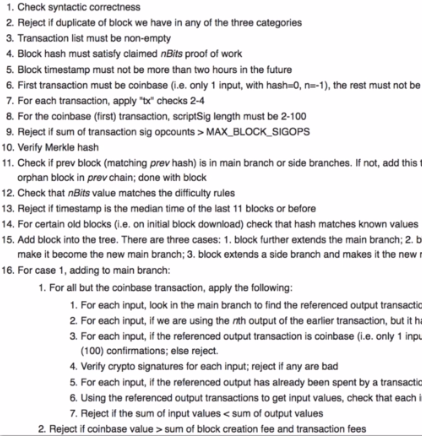 1. Check syntactic correctness
2. Reject if duplicate of block we have in any of the three categories
3. Transaction list must be non-empty
4. Block hash must satisfy claimed nBits proof of work
5. Block timestamp must not be more than two hours in the future
6. First transaction must be coinbase (i.e. only 1 input, with hash=0, n=-1), the rest must not be
7. For each transaction, apply "tx" checks 2-4
8. For the coinbase (first) transaction, scriptSig length must be 2-100
9. Reject if sum of transaction sig opcounts > MAX_BLOCK_SIGOPS
10. Verify Merkle hash
11. Check if prev block (matching prev hash) is in main branch or side branches. If not, add this t
orphan block in prev chain; done with block
12. Check that nBits value matches the difficulty rules
13. Reject if timestamp is the median time of the last 11 blocks or before
14. For certain old blocks (i.e. on initial block download) check that hash matches known values
15. Add block into the tree. There are three cases: 1. block further extends the main branch; 2. b
make it become the new main branch; 3. block extends a side branch and makes it the new m
16. For case 1, adding to main branch:
1. For all but the coinbase transaction, apply the following:
1. For each input, look in the main branch to find the referenced output transactio
2. For each input, if we are using the nth output of the earlier transaction, but it ha
3. For each input, if the referenced output transaction is coinbase (i.e. only 1 inpu
(100) confirmations; else reject.
4. Verify crypto signatures for each input; reject if any are bad
5. For each input, if the referenced output has already been spent by a transactio
6. Using the referenced output transactions to get input values, check that each i
7. Reject if the sum of input values < sum of output values
2. Reject if coinbase value > sum of block creation fee and transaction fees